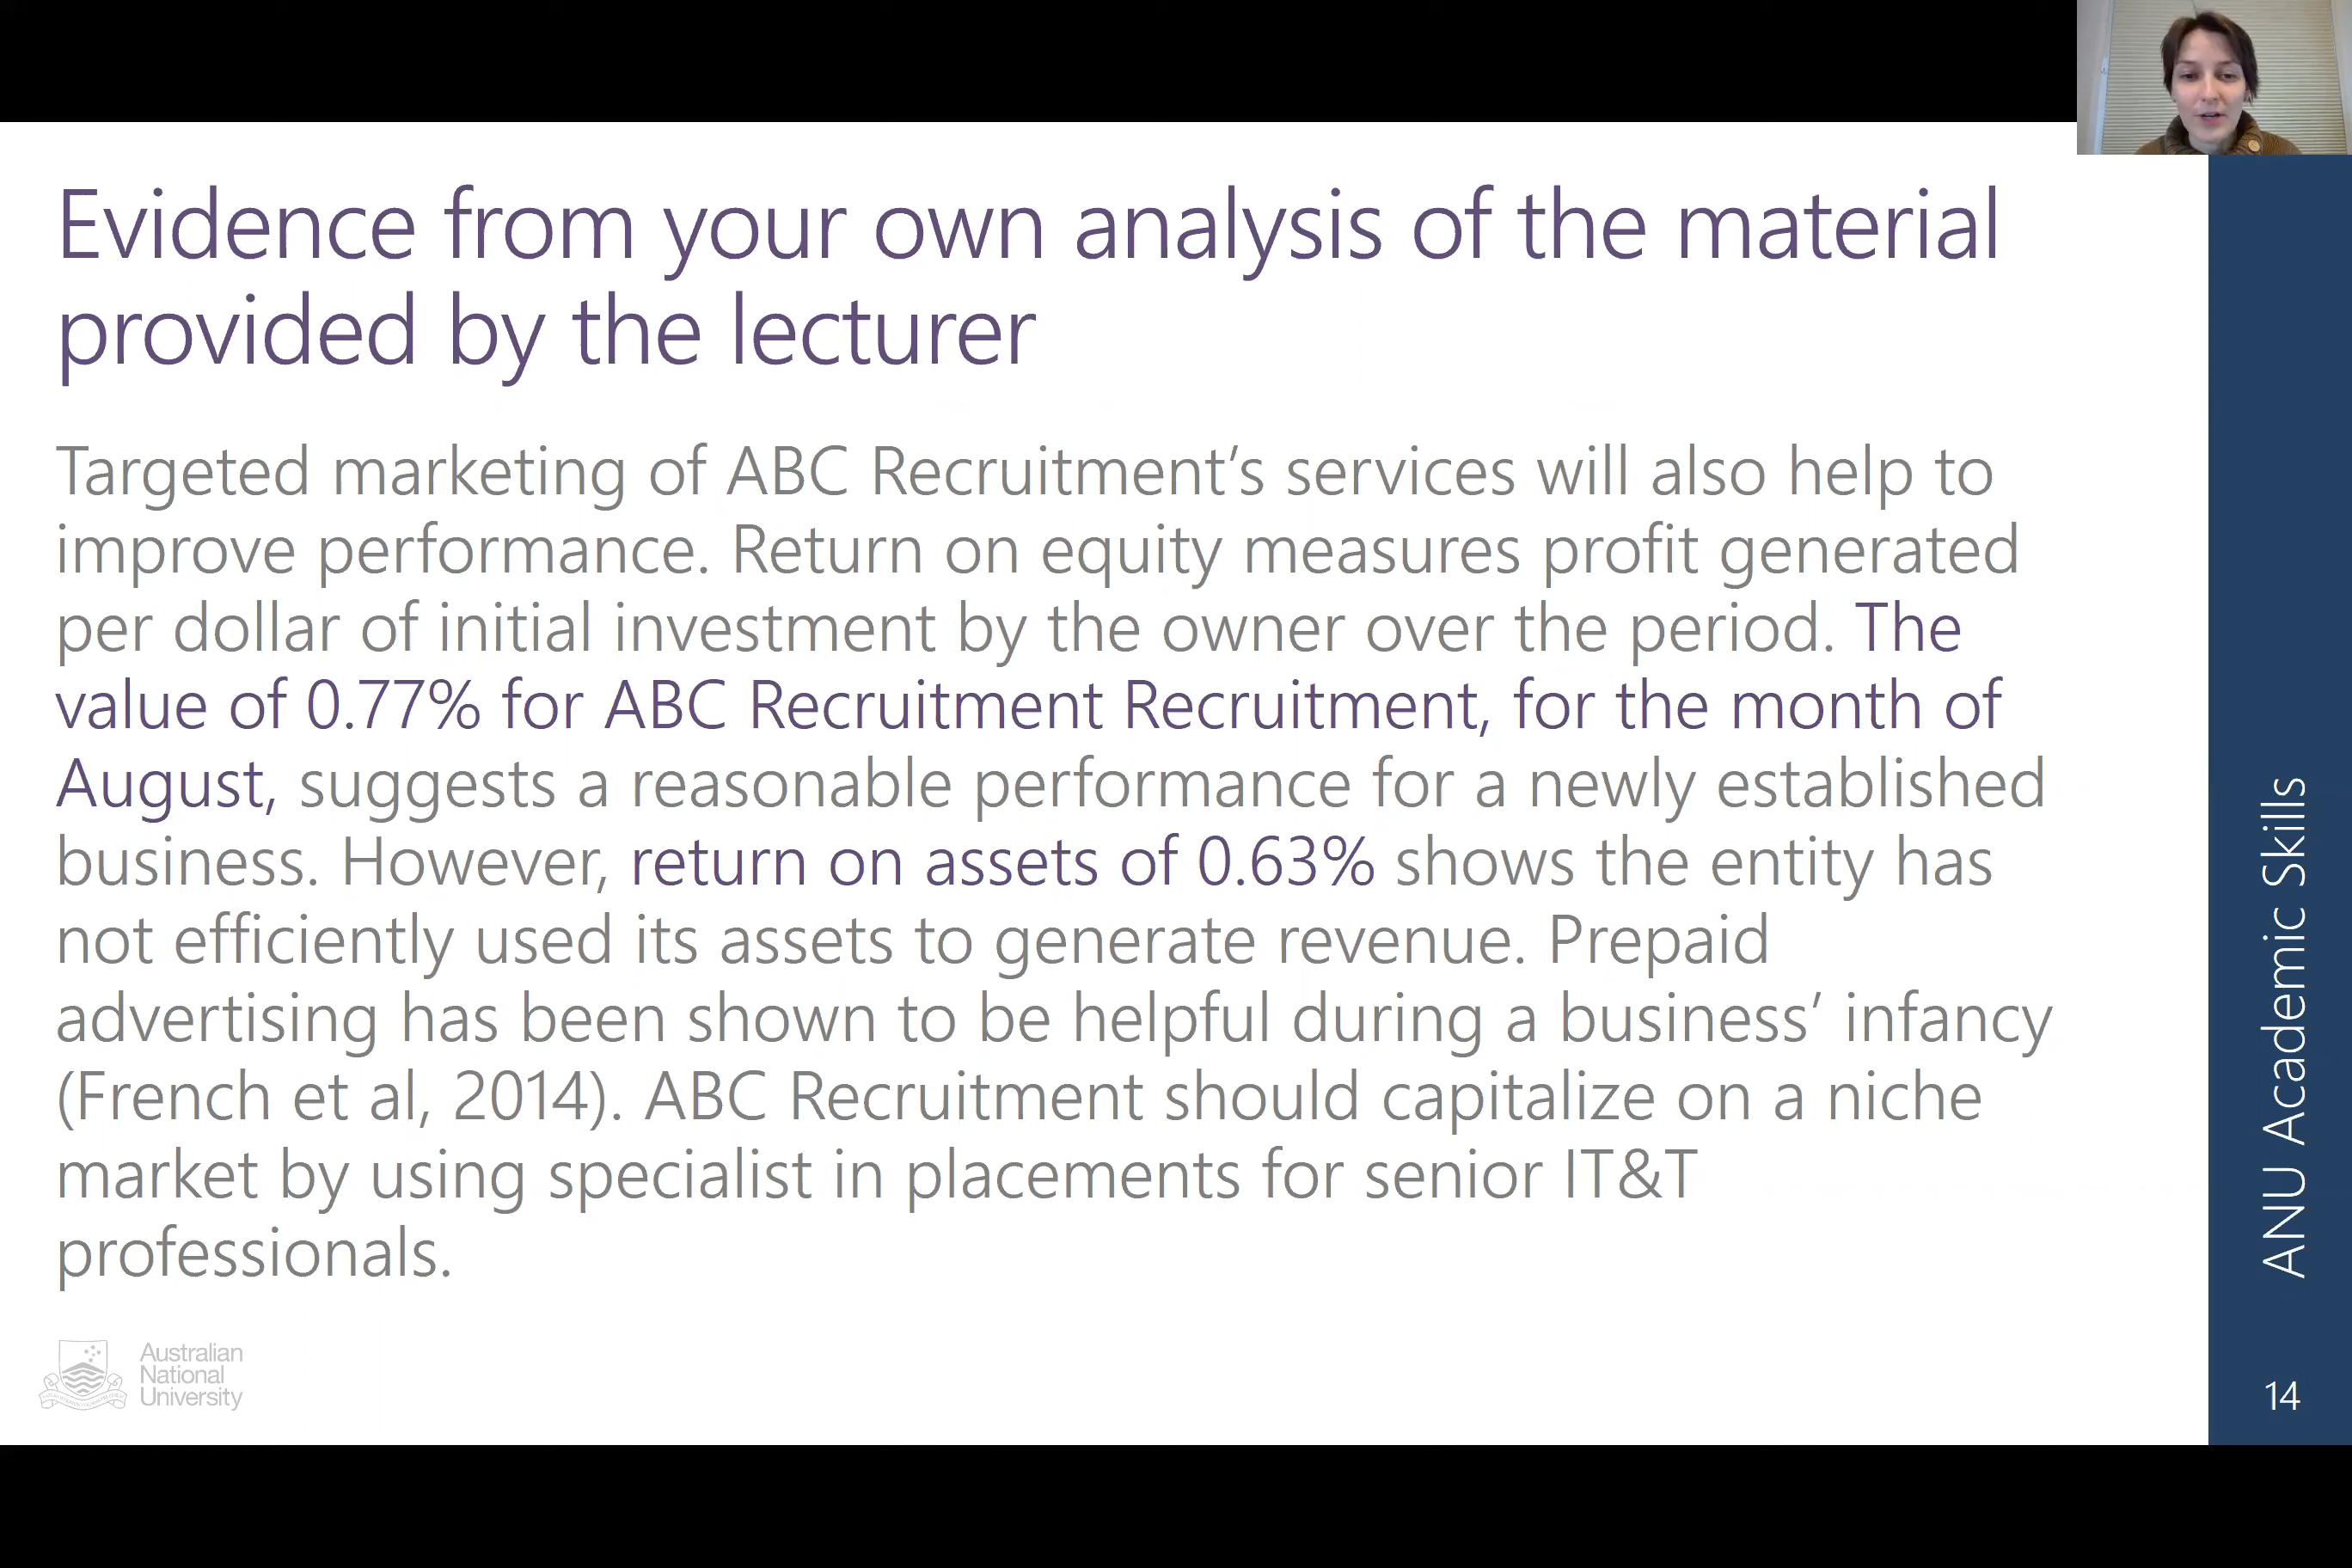 Evidence from your own analysis of the material
provided by the lecturer
Targeted marketing of ABC Recruitment’s services will also help to
improve performance. Return on equity measures profit generated
per dollar of initial investment by the owner over the period. The
value of 0.77% for ABC Recruitment Recruitment, for the month of
August, suggests a reasonable performance for a newly established
business. However, return on assets of 0.63% shows the entity has
not efficiently used its assets to generate revenue. Prepaid
advertising has been shown to be helpful during a business’ infancy
(French et al, 2014). ABC Recruitment should capitalize on a niche
market by using specialist in placements for senior IT&T
professionals.
Australian
National
University
ANU Academic Skills
14